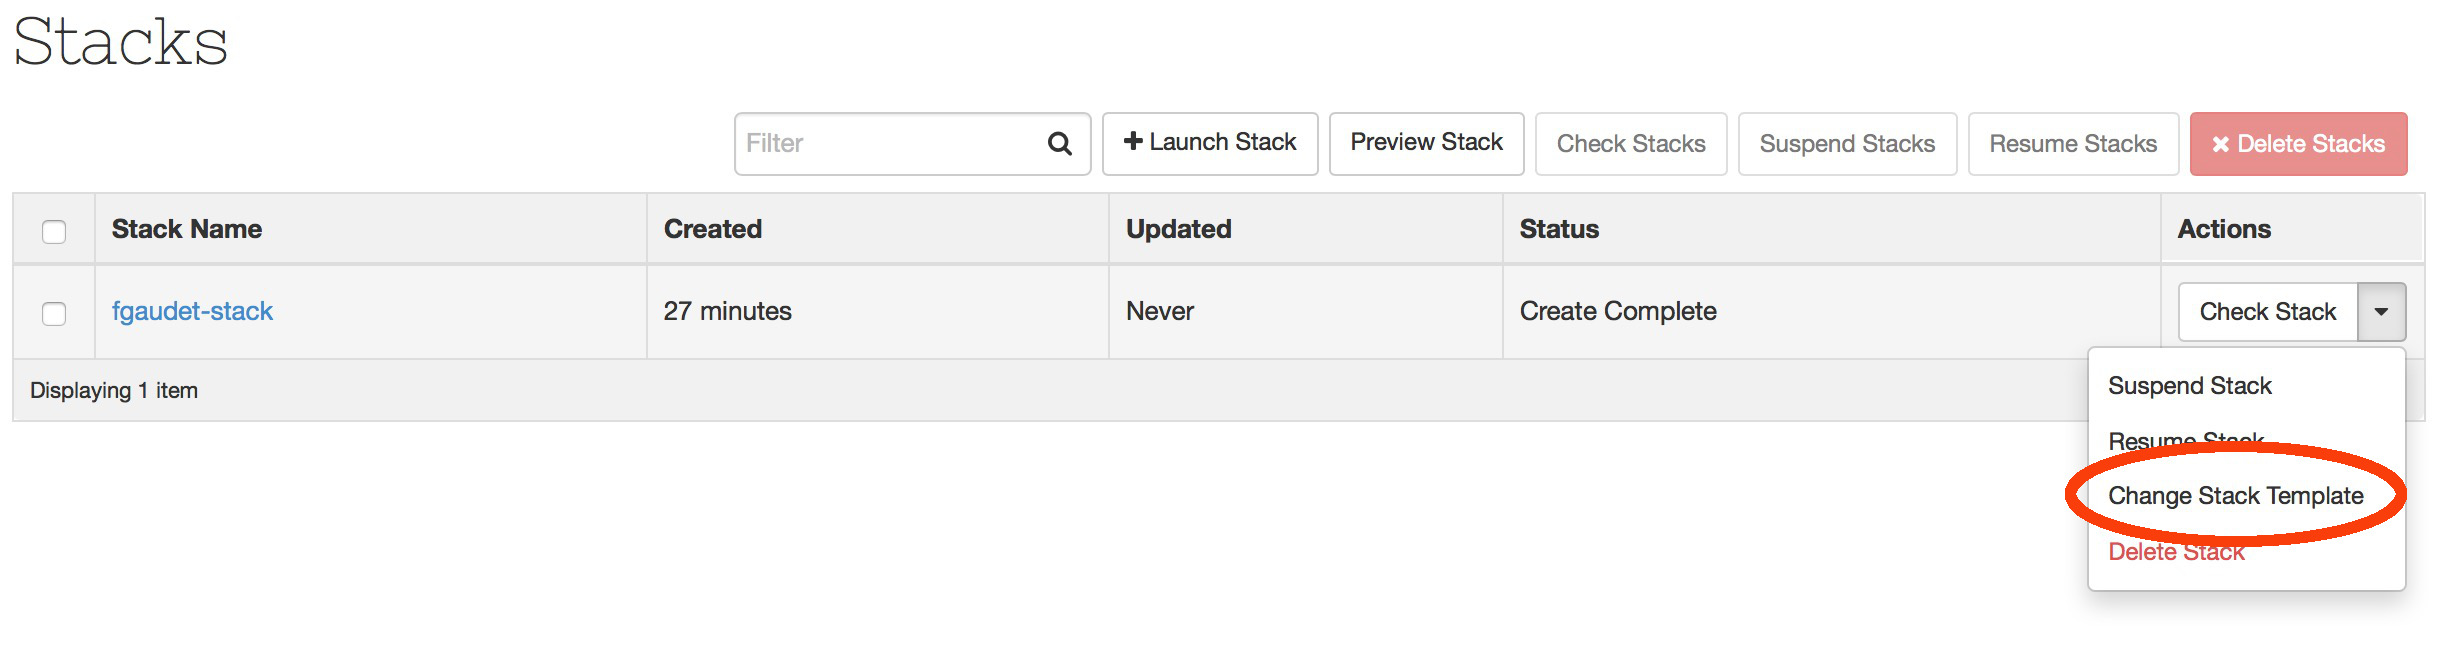 Stacks
Filter
Launch Stack
Preview Stack
Check Stacks
Suspend Stacks
Resume Stacks
Delete Stacks
Stack Name Created Updated Status Actions
fgaudet-stack 27 minutes Never Create Complete Check Stack
Displaying 1 item
Suspend Stack
Resume Stack
Change Stack Template
Delete Stack